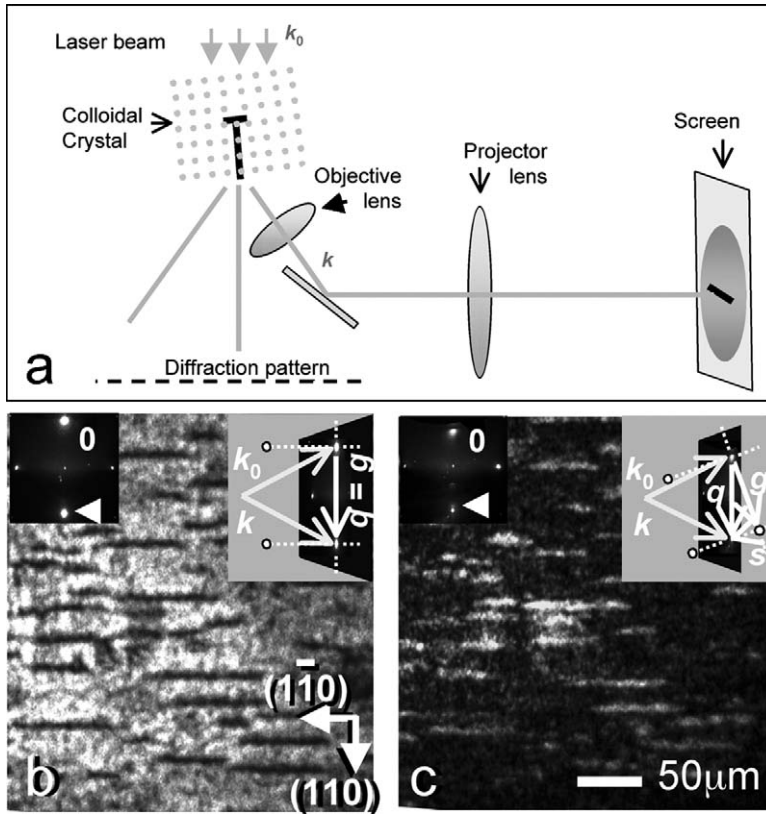 Laser beam
k₀
Colloidal
Crystal
Objective
lens
k
Projector
lens
Screen
Diffraction pattern
a
0
k₀
k
q = g
(11̅0)
(110)
b
0
k₀
k
q
g
s
50μm
c